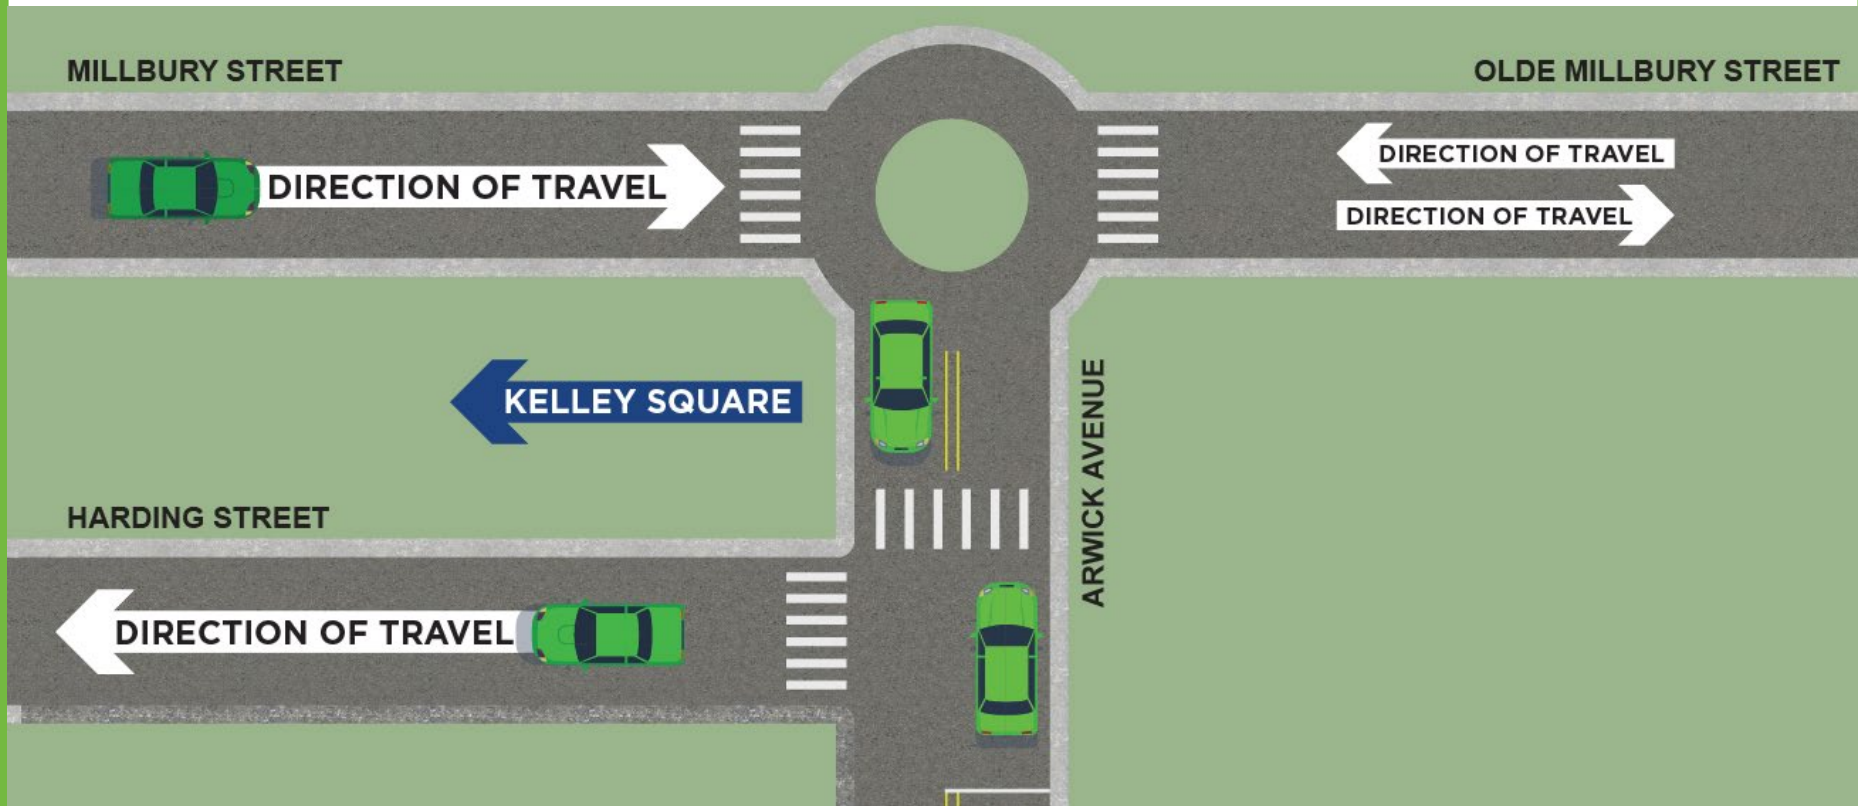 MILLBURY STREET
OLDE MILLBURY STREET
DIRECTION OF TRAVEL
DIRECTION OF TRAVEL
DIRECTION OF TRAVEL
KELLEY SQUARE
ARWICK AVENUE
HARDING STREET
DIRECTION OF TRAVEL